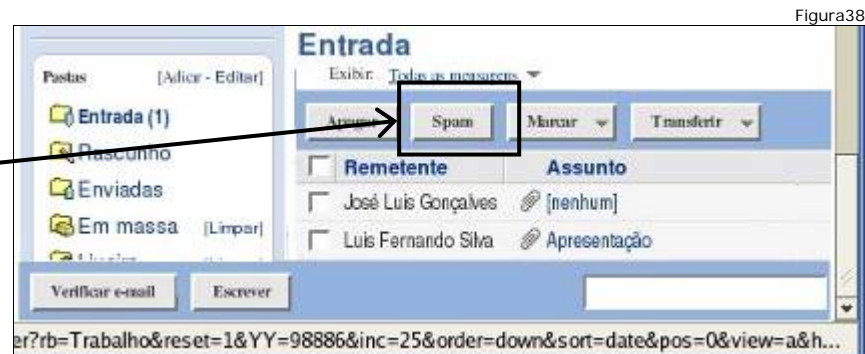 Figura38
Entrada
Pastas [Adicr - Editar]
Exibir: Todas as mensagens
Entrada (1)
Apagar Spam Marcar Transferir
Rascunho
Remetente Assunto
Enviadas
José Luis Gonçalves [nenhum]
Em massa [Limpar]
Luis Fernando Silva Apresentação
Verificar e-mail Escrever
er?rb=Trabalho&reset=1&YY=98886&inc=25&order=down&sort=date&pos=0&view=a&h...